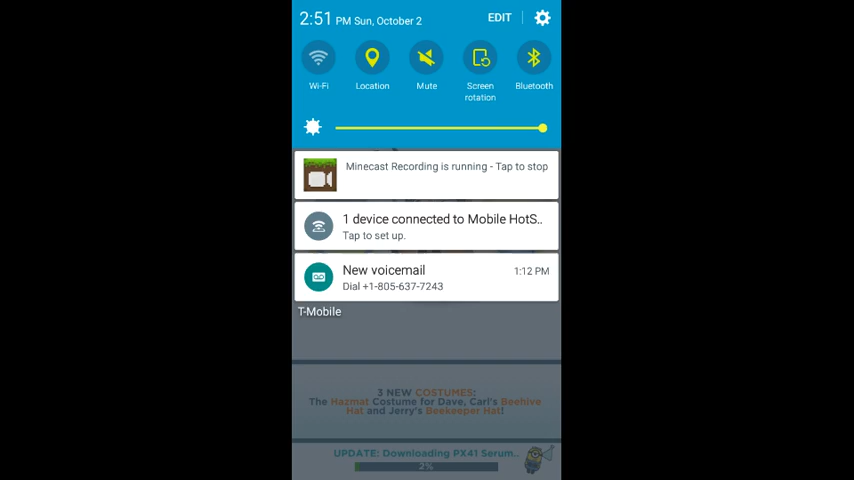 2:51 PM Sun, October 2
EDIT
Wi-Fi
Location
Mute
Screen
rotation
Bluetooth
Minecast Recording is running - Tap to stop
1 device connected to Mobile HotS..
Tap to set up.
New voicemail
1:12 PM
Dial +1-805-637-7243
T-Mobile
3 NEW COSTUMES:
The Hazmat Costume for Dave, Carl's Beehive
Hat and Jerry's Beekeeper Hat!
UPDATE: Downloading PX41 Serum..
2%